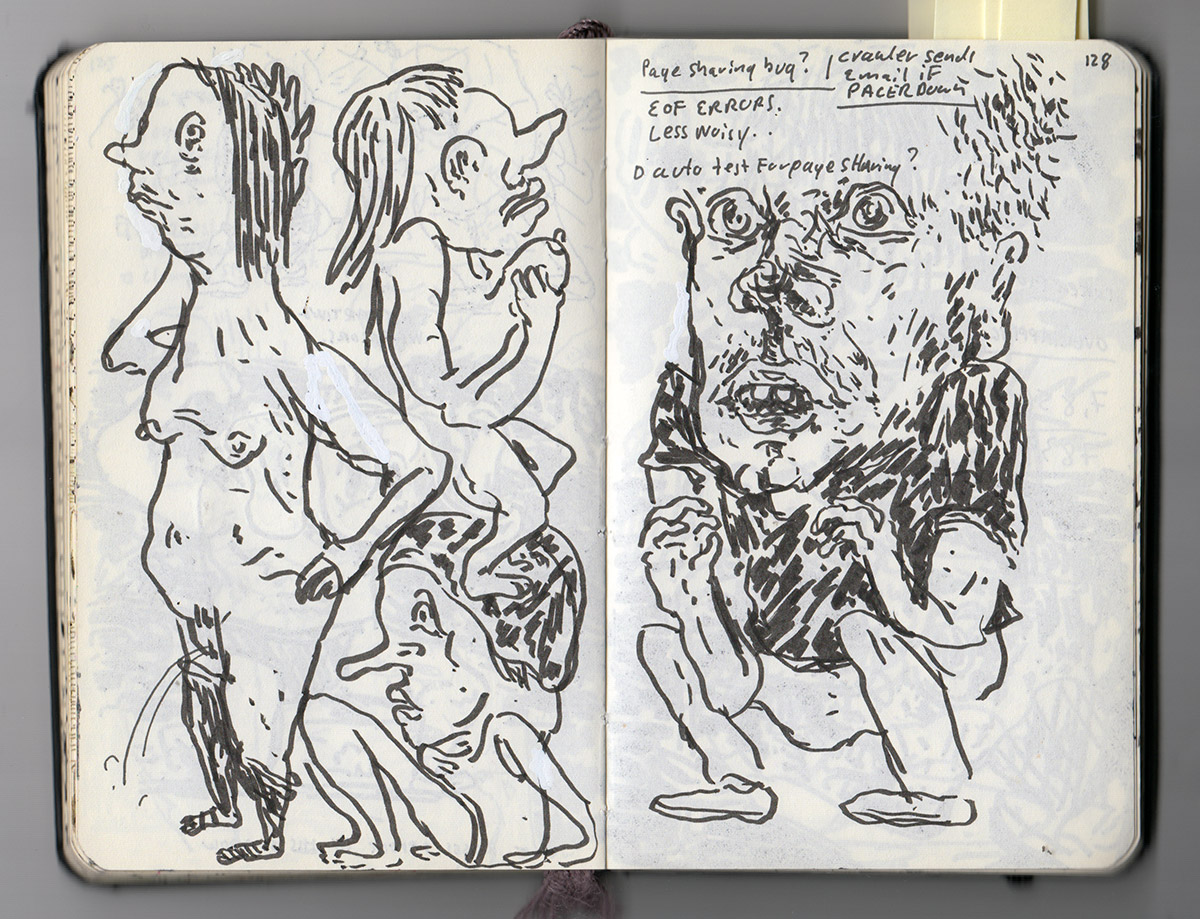 Page sharing bug?
EOF ERRORS.
Less Noisy..
D auto test For page sharing?
crawler sends
Email iF
PACER Down
128